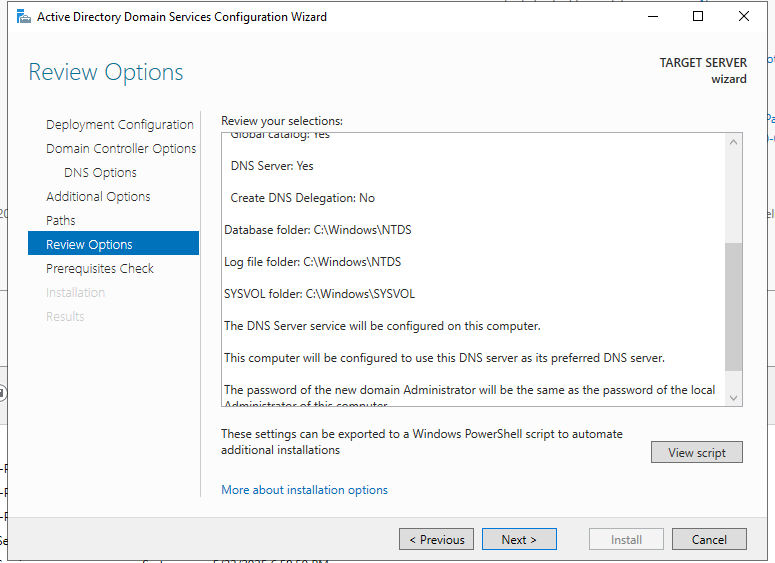 Active Directory Domain Services Configuration Wizard
Review Options
TARGET SERVER
wizard
Deployment Configuration
Domain Controller Options
DNS Options
Additional Options
Paths
Review Options
Prerequisites Check
Installation
Results
Review your selections:
Global catalog: Yes
DNS Server: Yes
Create DNS Delegation: No
Database folder: C:\Windows\NTDS
Log file folder: C:\Windows\NTDS
SYSVOL folder: C:\Windows\SYSVOL
The DNS Server service will be configured on this computer.
This computer will be configured to use this DNS server as its preferred DNS server.
The password of the new domain Administrator will be the same as the password of the local
Administrator of this computer
These settings can be exported to a Windows PowerShell script to automate
additional installations
View script
More about installation options
< Previous
Next >
Install
Cancel